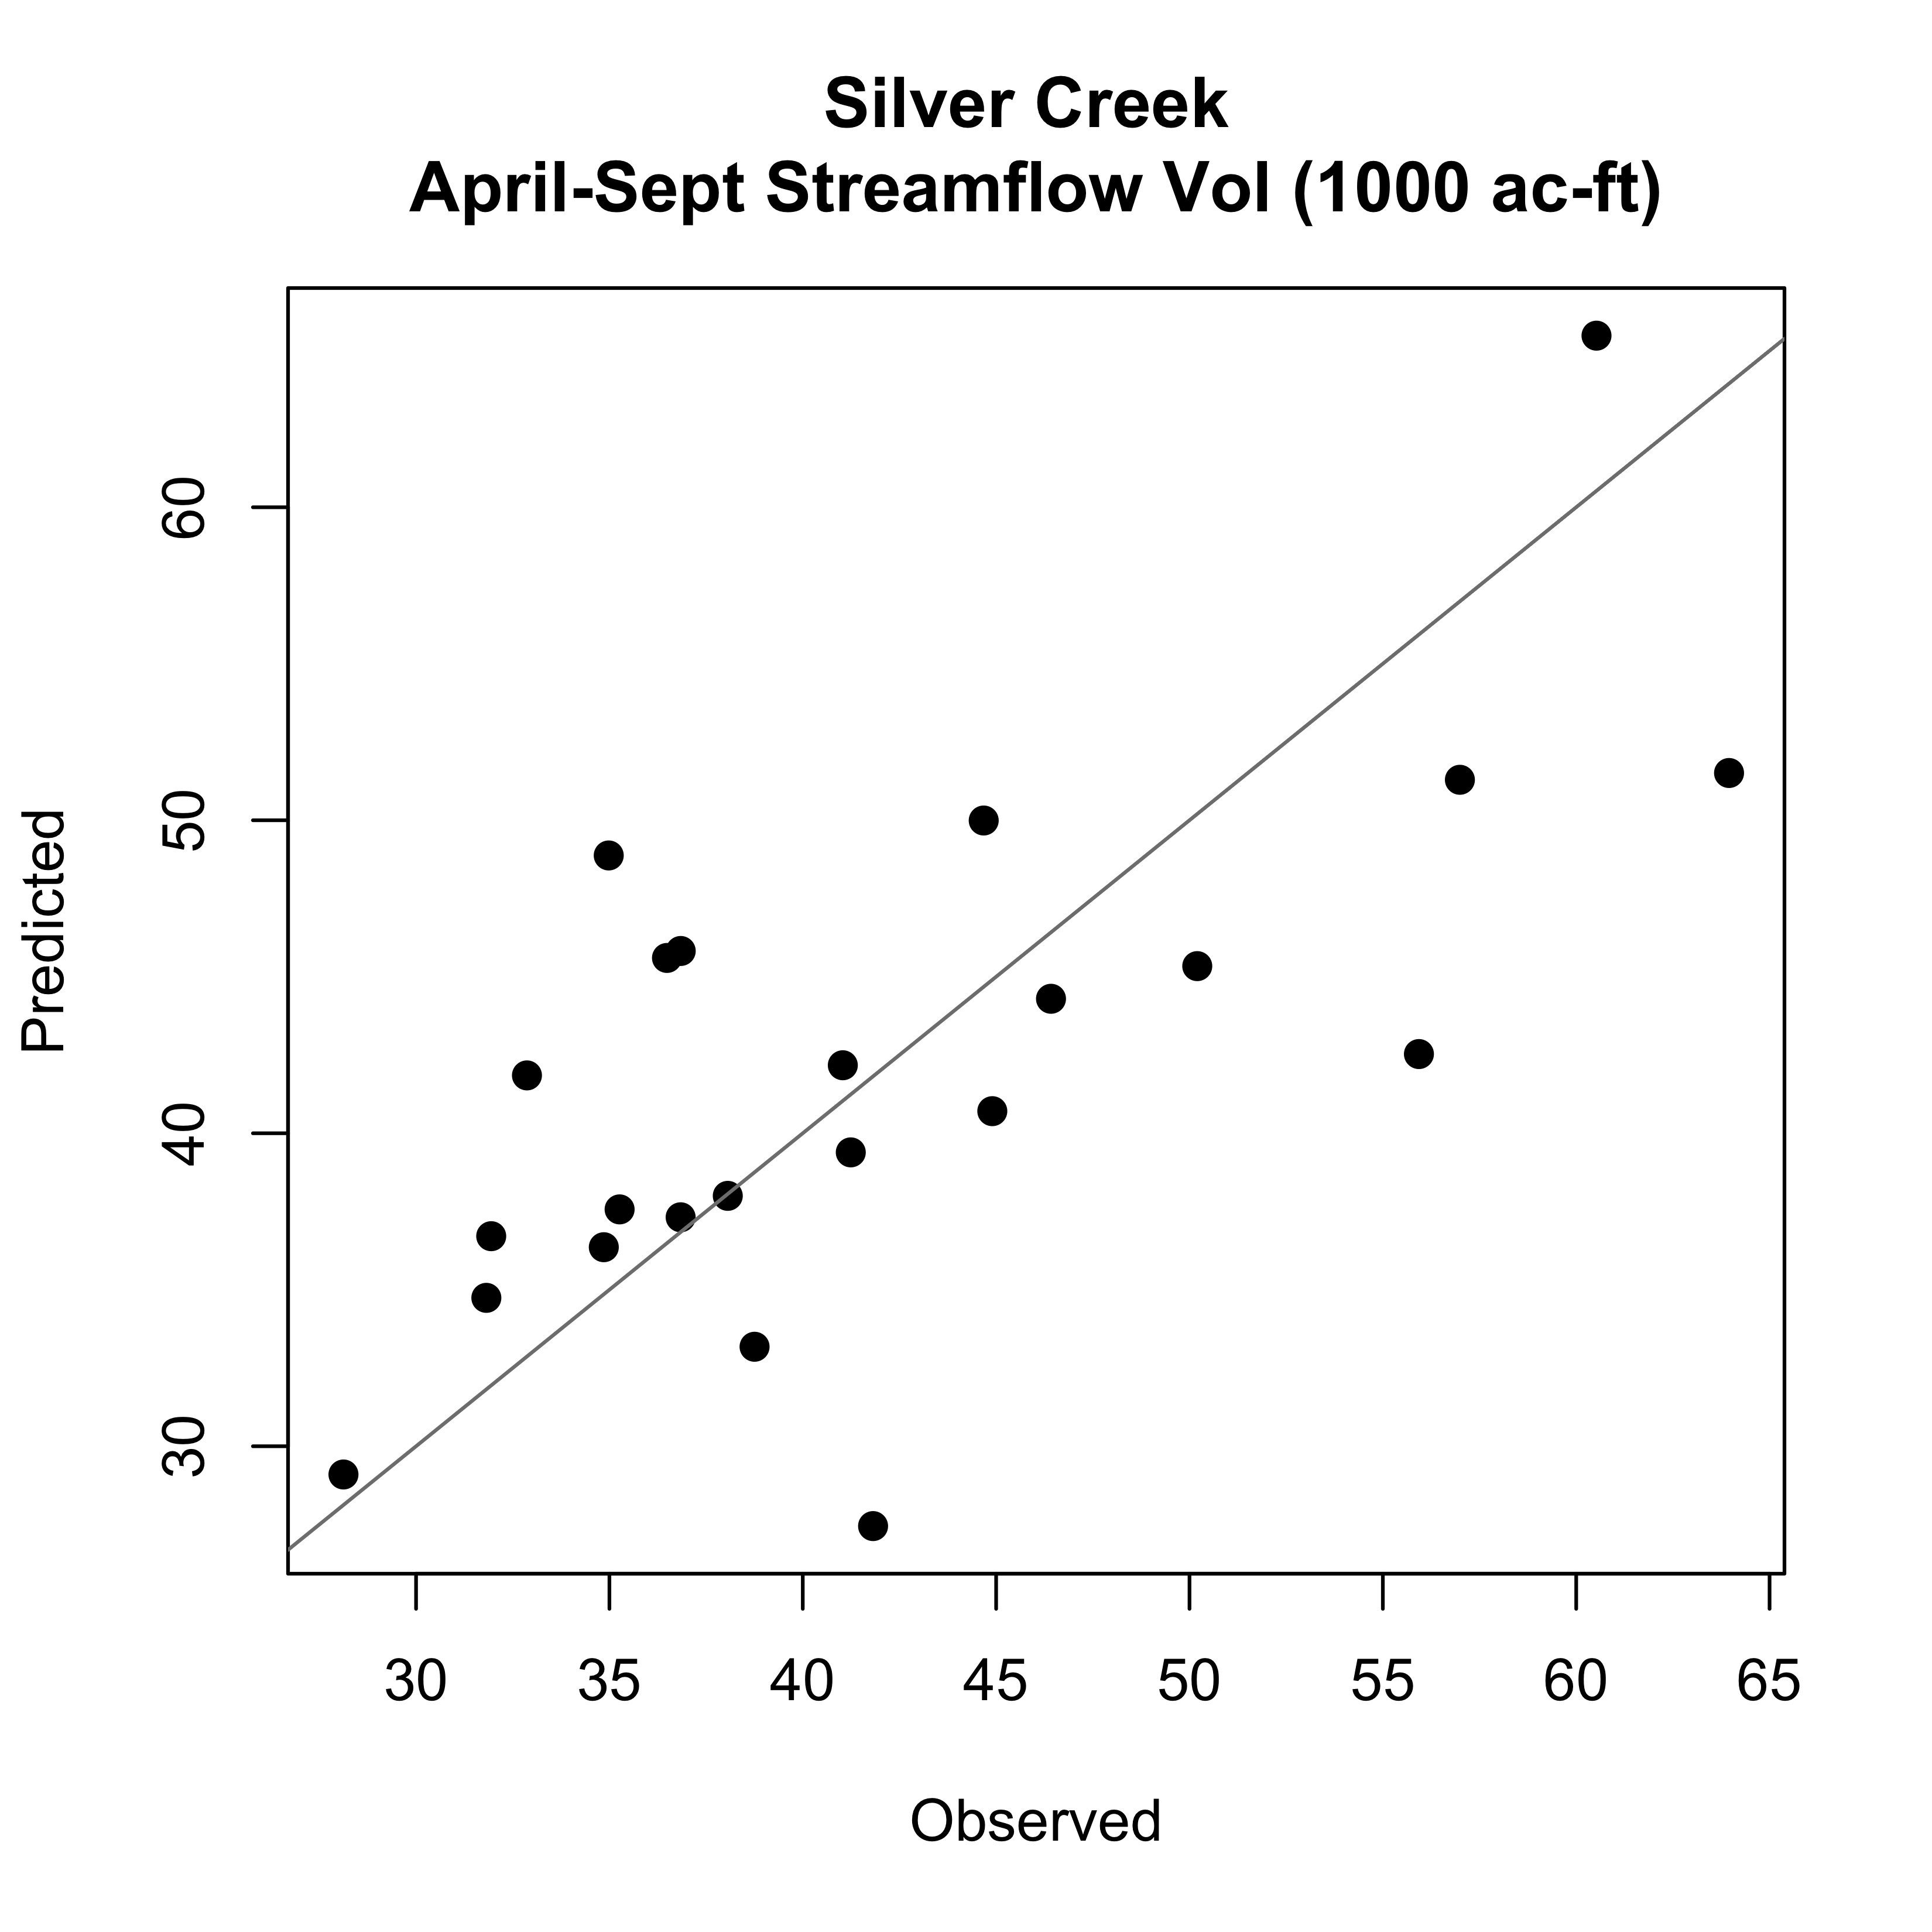 Silver Creek
April-Sept Streamflow Vol (1000 ac-ft)
Predicted
60
50
40
30
30 35 40 45 50 55 60 65
Observed